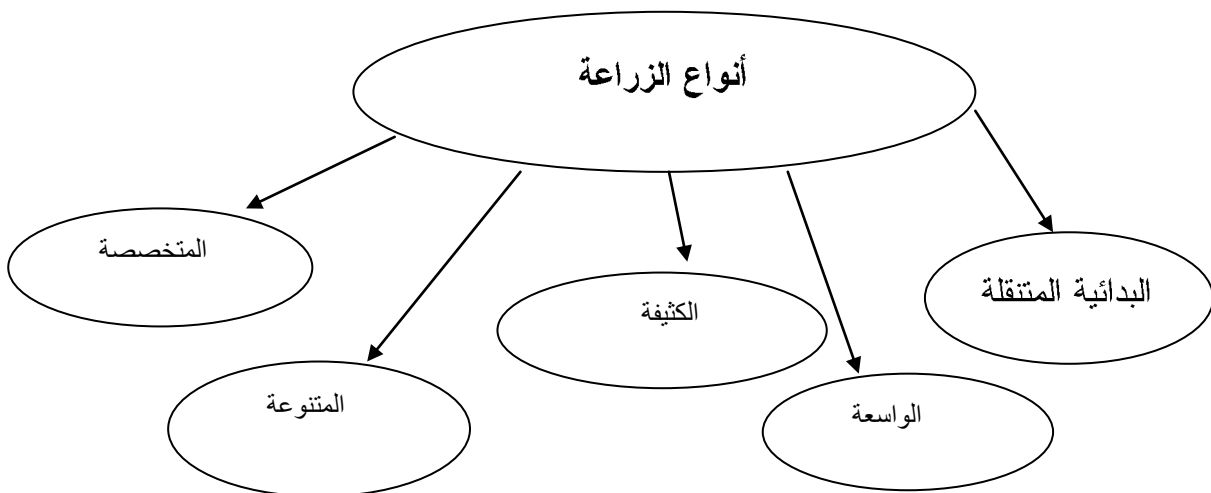 أنواع الزراعة
البدائية المتنقلة
الواسعة
الكثيفة
المتنوعة
المتخصصة